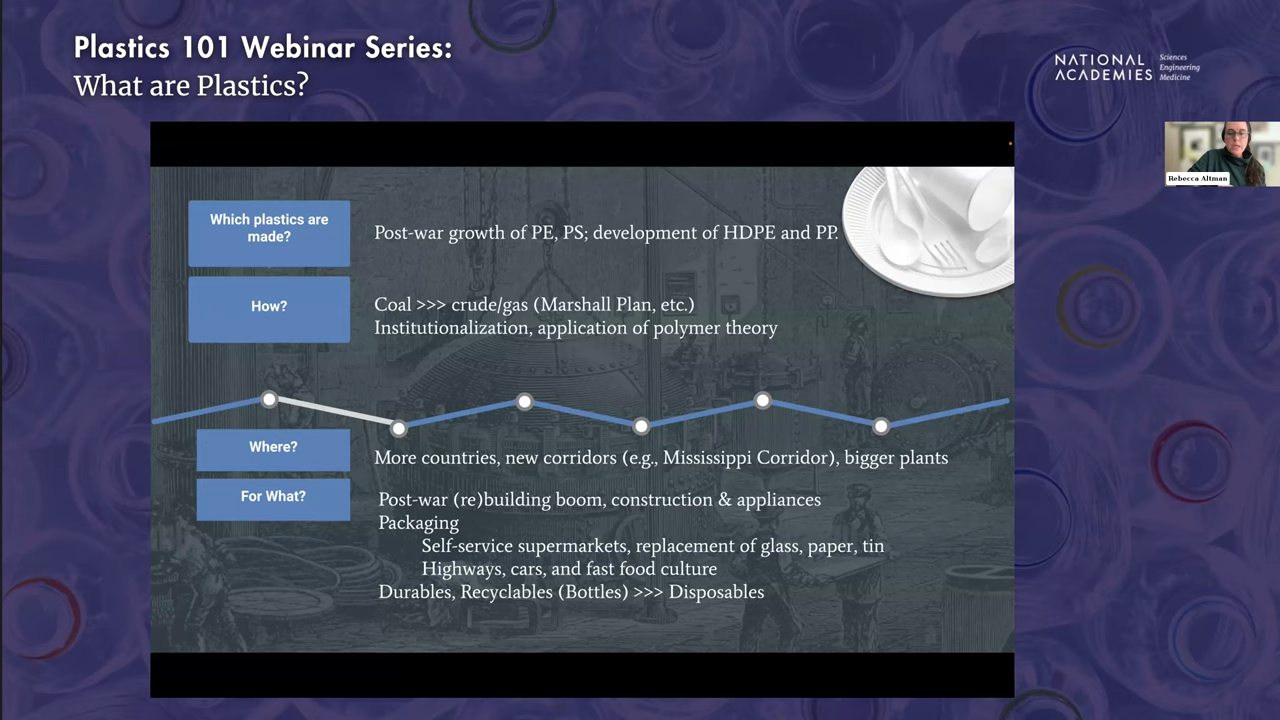 Plastics 101 Webinar Series:
What are Plastics?
NATIONAL
ACADEMIES
Sciences
Engineering
Medicine
Rebecca Altman
Which plastics are
made?
Post-war growth of PE, PS; development of HDPE and PP.
How?
Coal >>> crude/gas (Marshall Plan, etc.)
Institutionalization, application of polymer theory
Where?
More countries, new corridors (e.g., Mississippi Corridor), bigger plants
For What?
Post-war (re)building boom, construction & appliances
Packaging
Self-service supermarkets, replacement of glass, paper, tin
Highways, cars, and fast food culture
Durables, Recyclables (Bottles) >>> Disposables